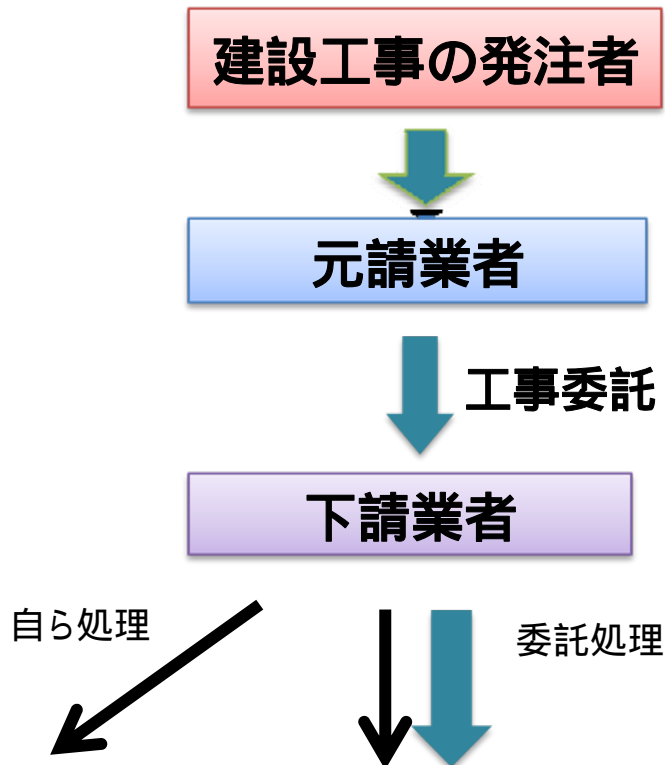 建設工事の発注者
元請業者
工事委託
下請業者
自ら処理
委託処理